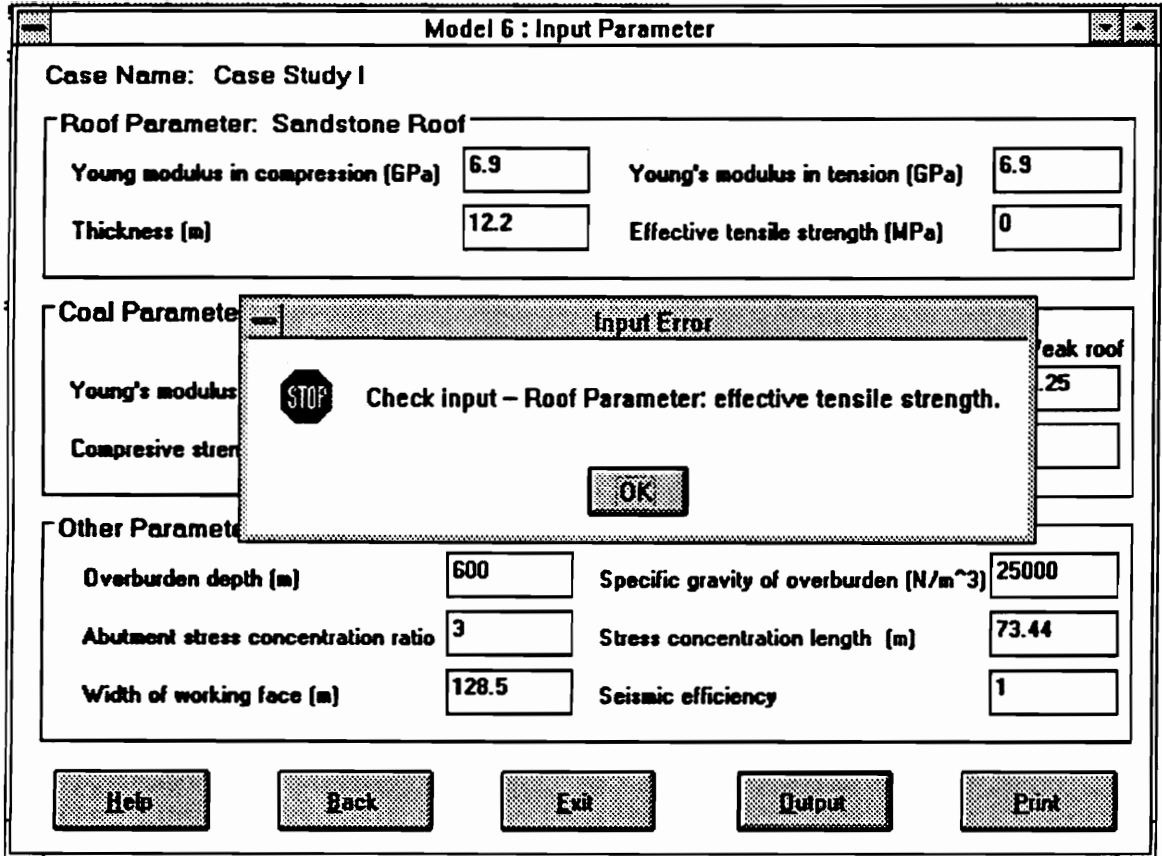 Model 6 : Input Parameter
Case Name: Case Study I
Roof Parameter: Sandstone Roof
Young modulus in compression (GPa) 6.9 Young's modulus in tension (GPa) 6.9
Thickness (m) 12.2 Effective tensile strength (MPa) 0
Coal Paramete
Input Error
eak roof
Young's modulus .25
STOP Check input – Roof Parameter: effective tensile strength.
Compresive stren
OK
Other Paramete
Overburden depth (m) 600 Specific gravity of overburden (N/m^3) 25000
Abutment stress concentration ratio 3 Stress concentration length (m) 73.44
Width of working face (m) 128.5 Seismic efficiency 1
Help Back Exit Output Print